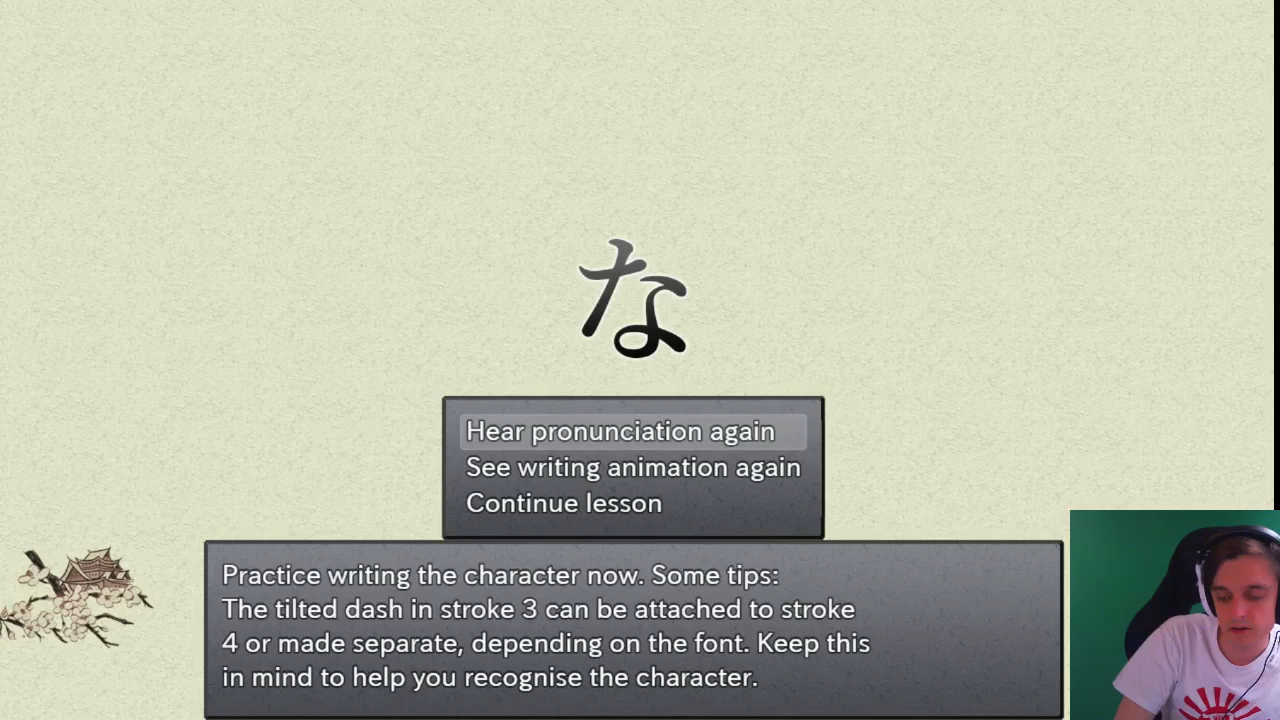 な
Hear pronunciation again
See writing animation again
Continue lesson
Practice writing the character now. Some tips:
The tilted dash in stroke 3 can be attached to stroke
4 or made separate, depending on the font. Keep this
in mind to help you recognise the character.